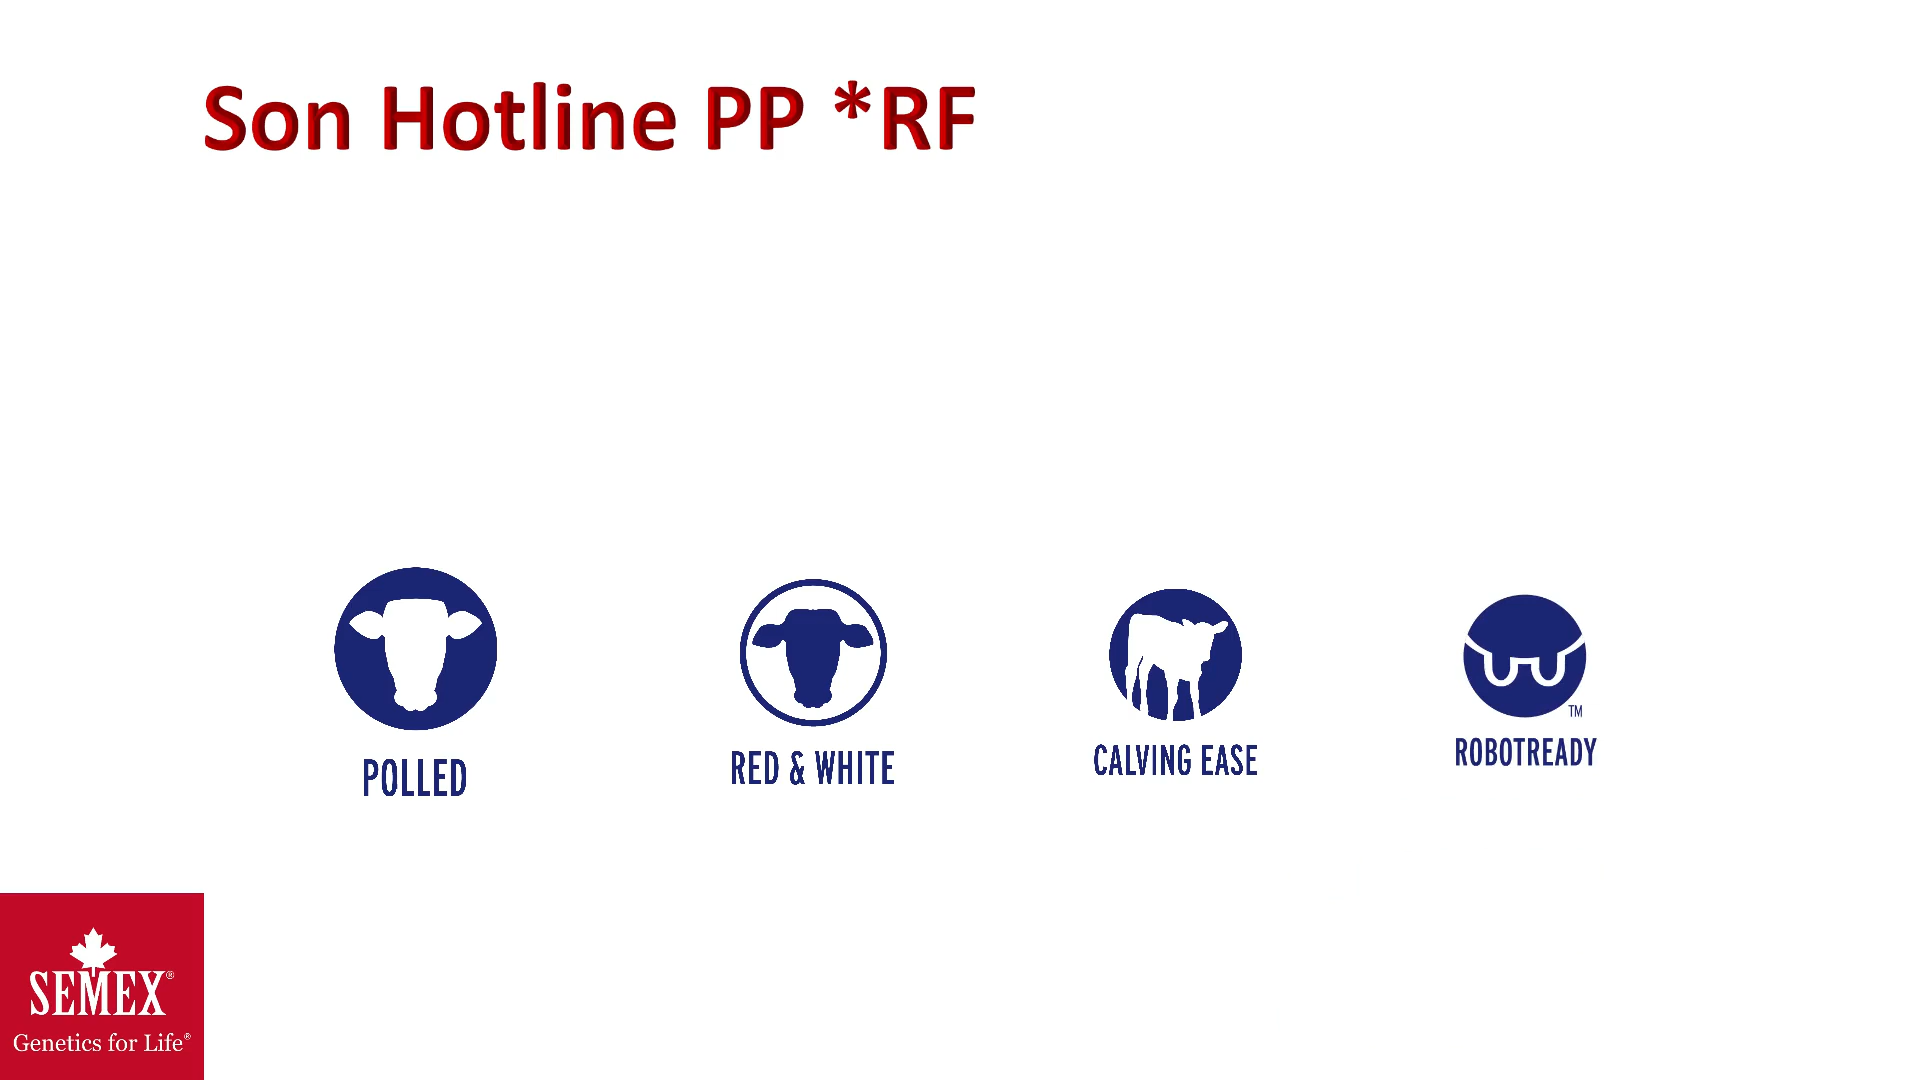 Son Hotline PP *RF
POLLED
RED & WHITE
CALVING EASE
TM
ROBOTREADY
SEMEX®
Genetics for Life®